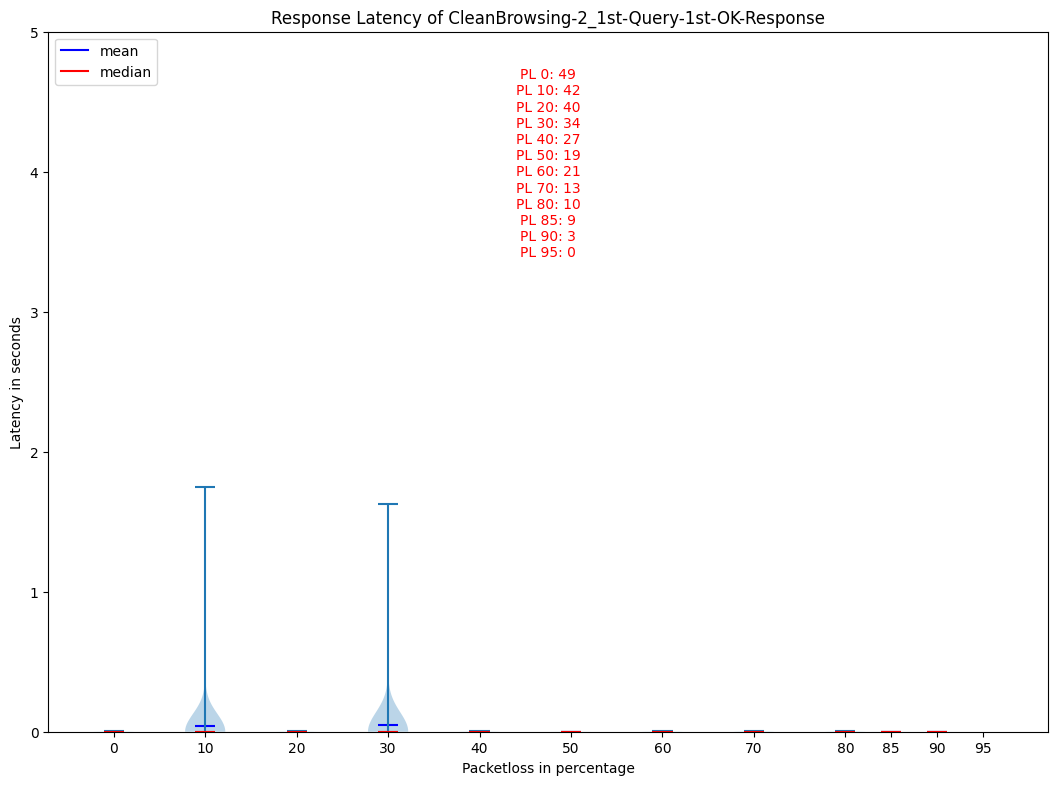 Response Latency of CleanBrowsing-2_1st-Query-1st-OK-Response
mean
median
PL 0: 49
PL 10: 42
PL 20: 40
PL 30: 34
PL 40: 27
PL 50: 19
PL 60: 21
PL 70: 13
PL 80: 10
PL 85: 9
PL 90: 3
PL 95: 0
5
4
3
2
1
0
Latency in seconds
0 10 20 30 40 50 60 70 80 85 90 95
Packetloss in percentage